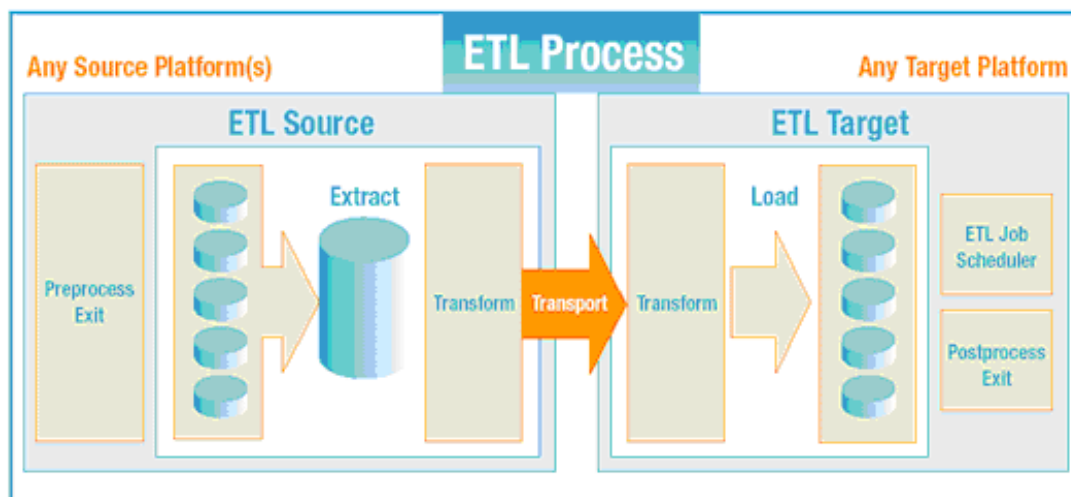 ETL Process
Any Source Platform(s)
Any Target Platform
ETL Source
ETL Target
Preprocess
Exit
Extract
Transform
Transport
Transform
Load
ETL Job
Scheduler
Postprocess
Exit